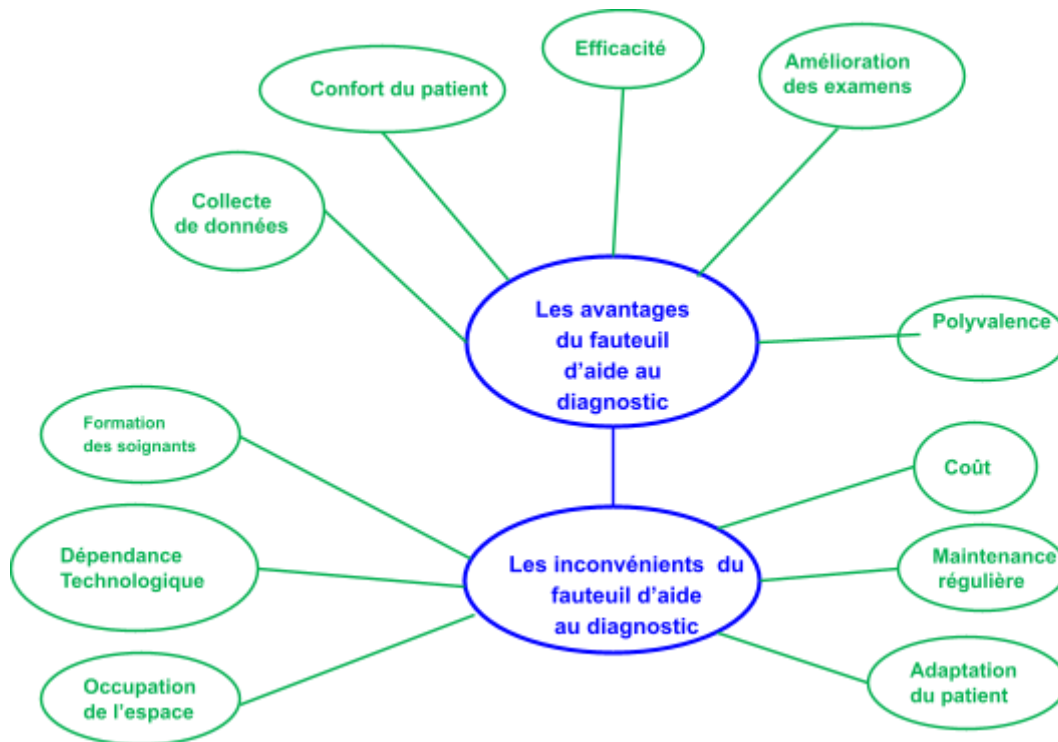 Efficacité
Confort du patient
Amélioration
des examens
Collecte
de données
Les avantages
du fauteuil
d'aide au
diagnostic
Polyvalence
Formation
des soignants
Coût
Dépendance
Technologique
Les inconvénients du
fauteuil d'aide
au diagnostic
Maintenance
régulière
Occupation
de l'espace
Adaptation
du patient